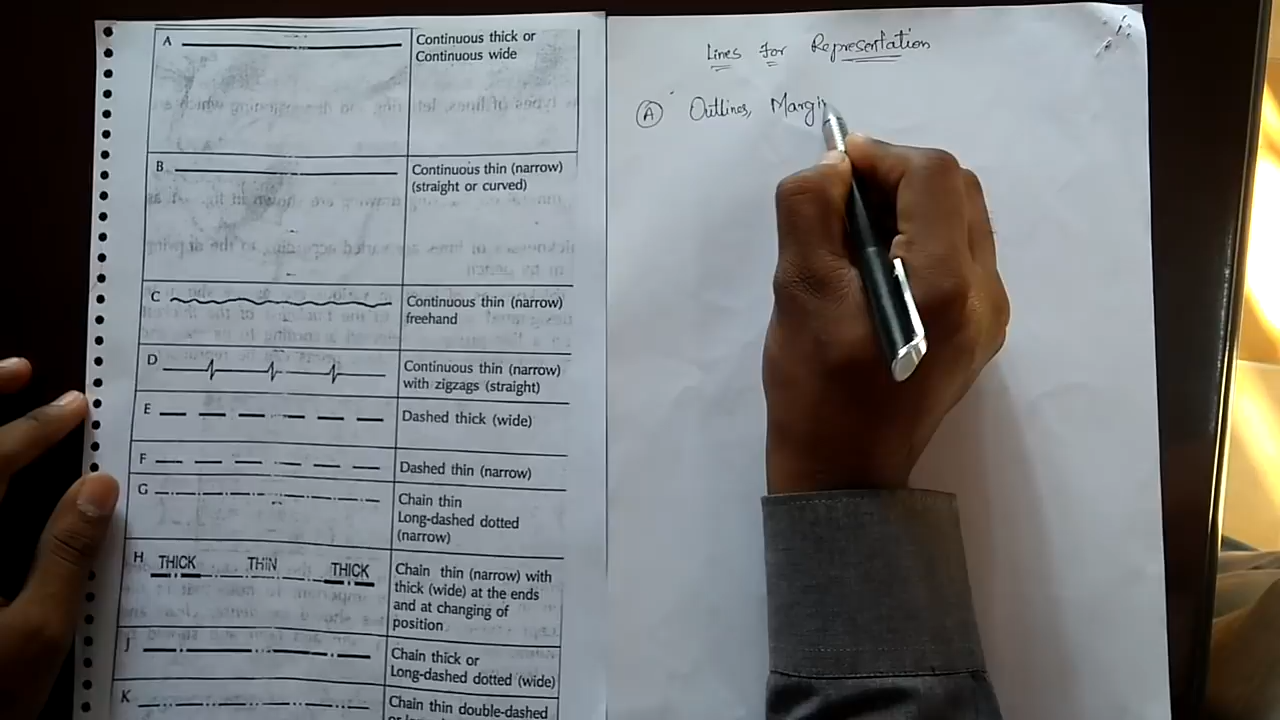 A
Continuous thick or
Continuous wide
B
Continuous thin (narrow)
(straight or curved)
C
Continuous thin (narrow)
freehand
D
Continuous thin (narrow)
with zigzags (straight)
E
Dashed thick (wide)
F
Dashed thin (narrow)
G
Chain thin
Long-dashed dotted
(narrow)
H THICK THIN THICK
Chain thin (narrow) with
thick (wide) at the ends
and at changing of
position
J
Chain thick or
Long-dashed dotted (wide)
K
Chain thin double-dashed
Lines For Representation
A Outlines, Margin